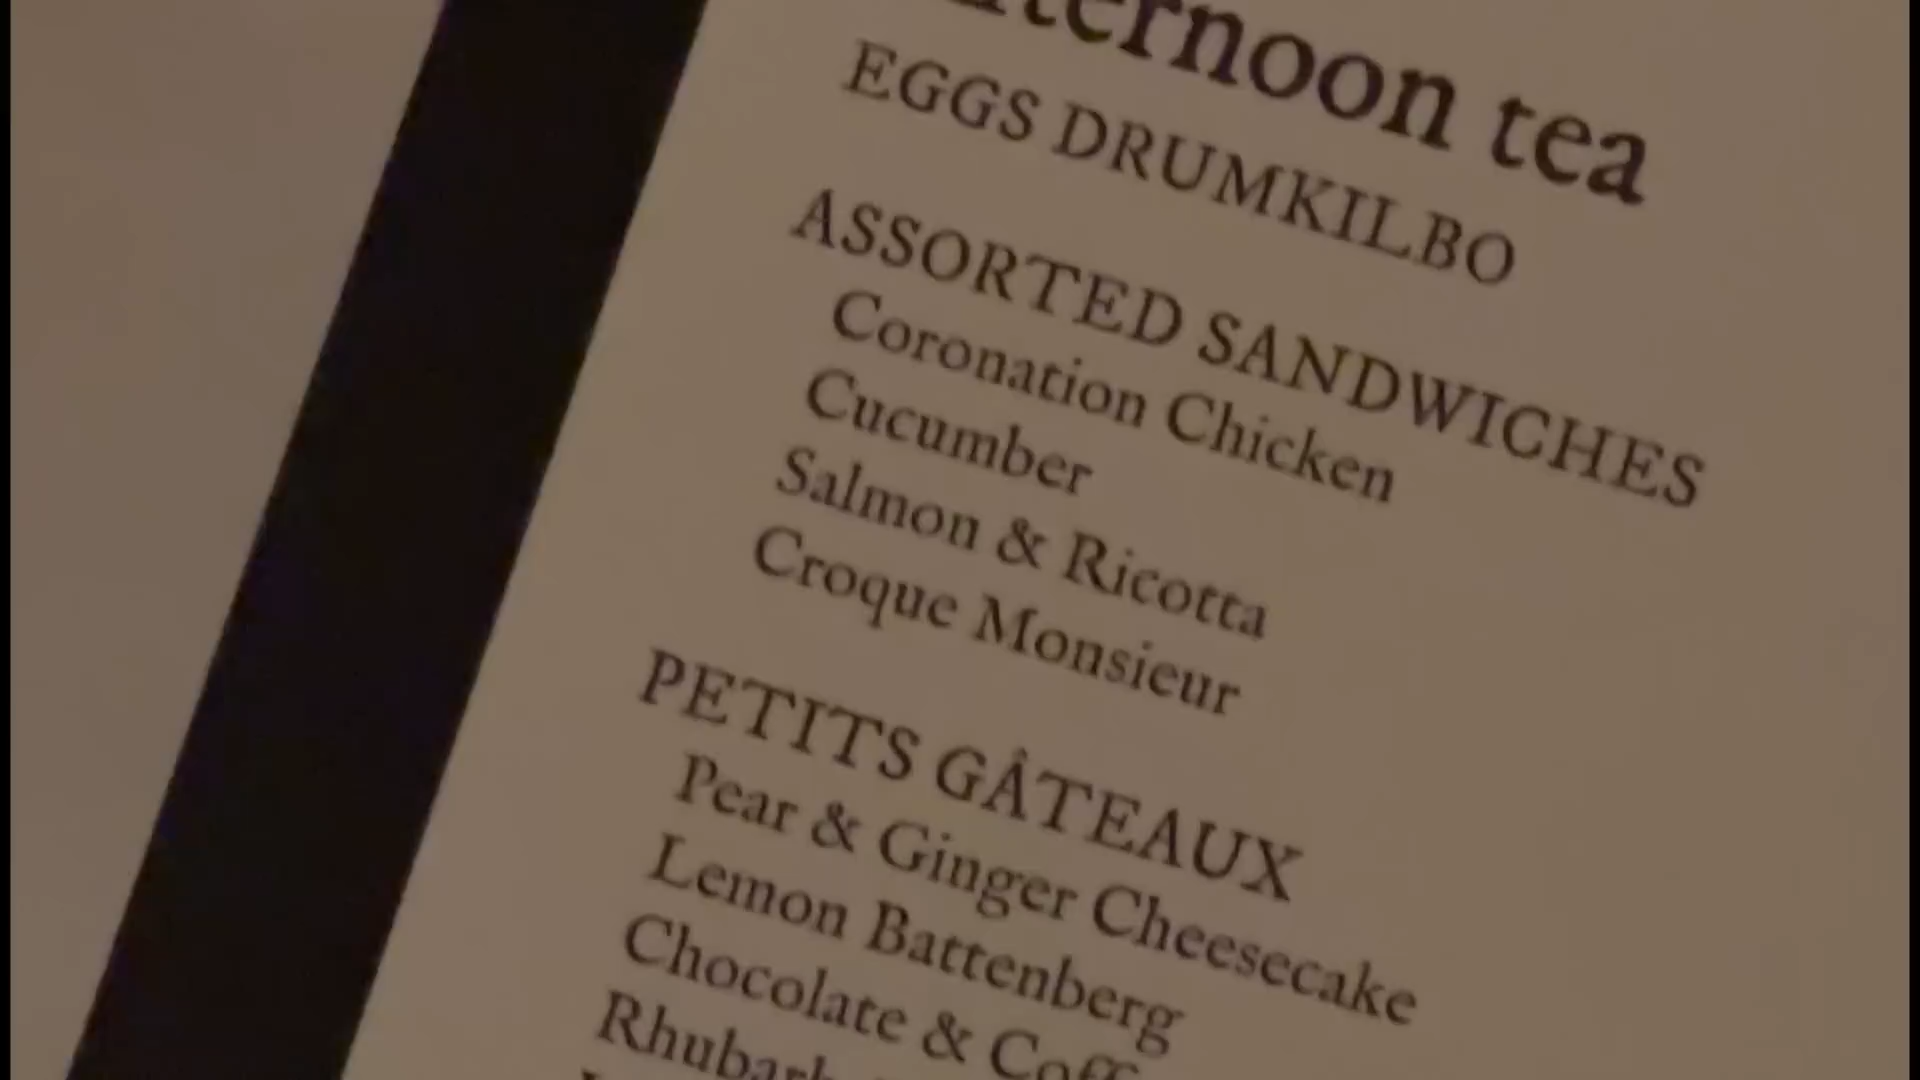 tea
EGGS DRUMKILBO
ASSORTED SANDWICHES
Coronation Chicken
Cucumber
Salmon & Ricotta
Croque Monsieur
PETITS GÂTEAUX
Pear & Ginger Cheesecake
Lemon Battenberg
Chocolate &